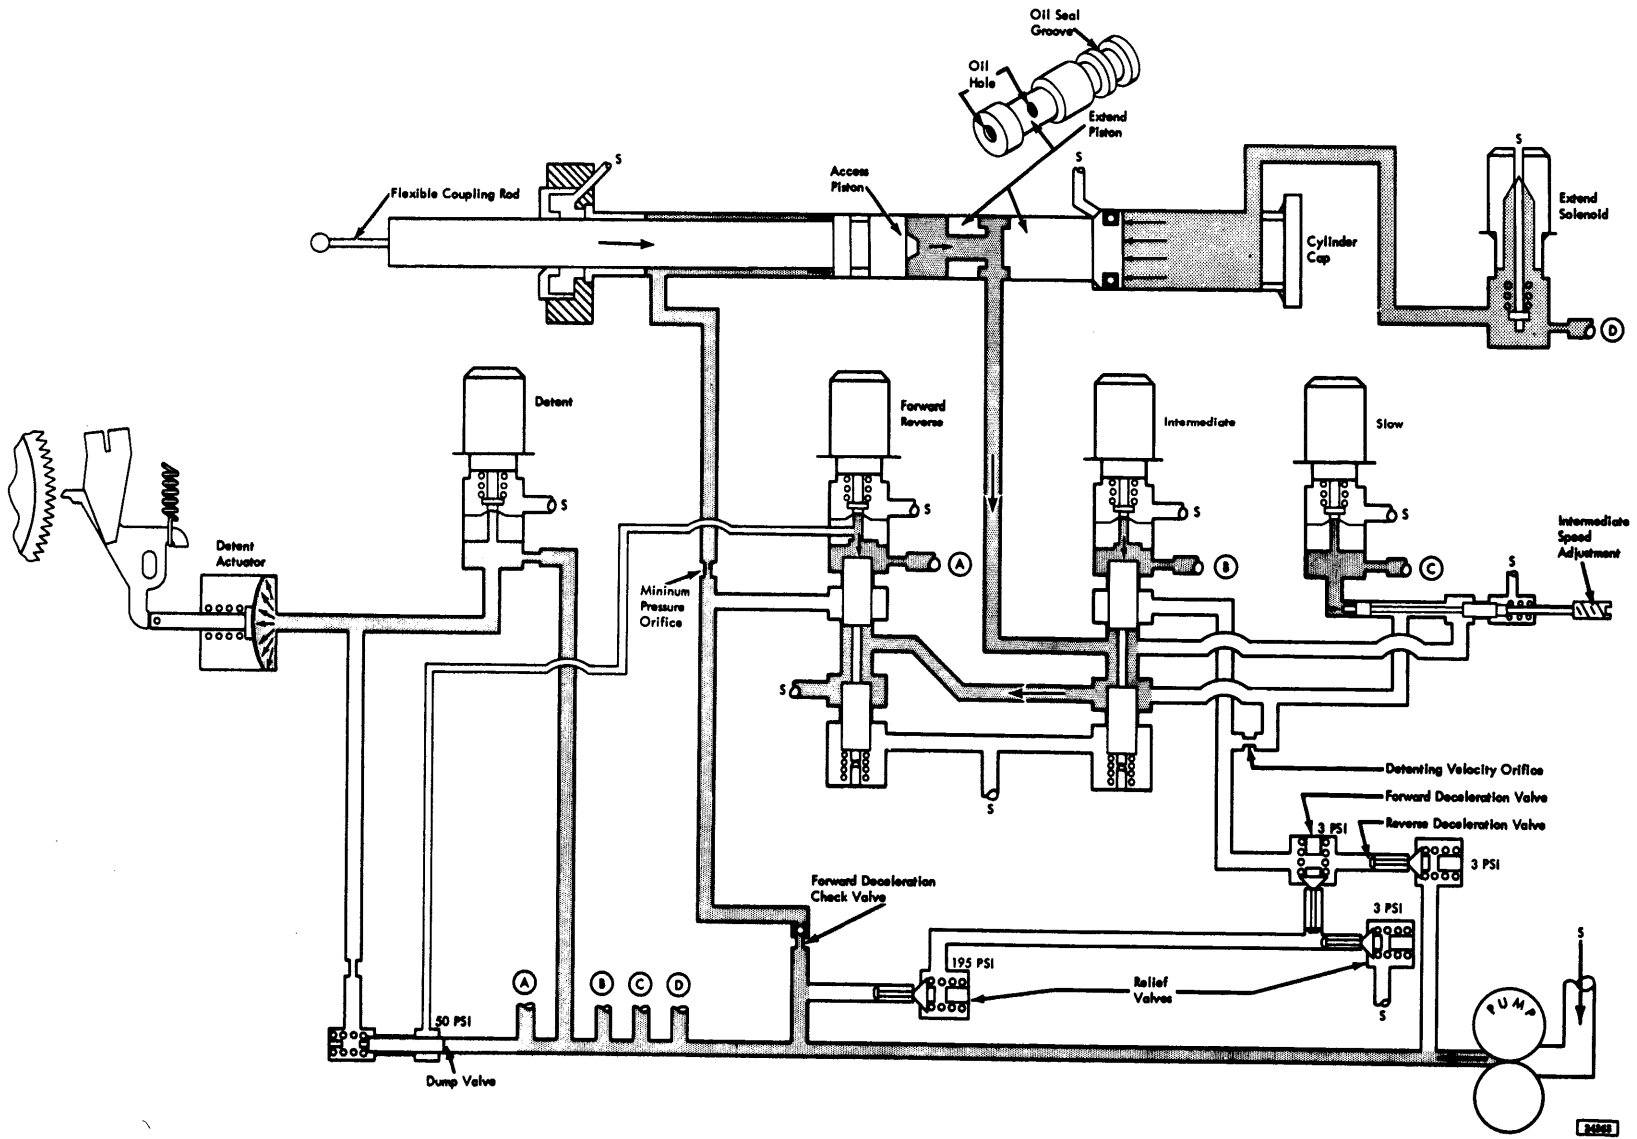 Oil Seal
Groove
Oil
Hole
Extend
Piston
S
S
S
Access
Piston
Flexible Coupling Rod
Extend
Solenoid
Cylinder
Cap
D
Detent
Forward
Reverse
Intermediate
Slow
S
S
S
S
Intermediate
Speed
Adjustment
Detent
Actuator
A
B
C
S
Mininum
Pressure
Orifice
S
Detenting Velocity Orifice
Forward Deceleration Valve
S
3 PSI
Reverse Deceleration Valve
3 PSI
Forward Deceleration
Check Valve
3 PSI
S
195 PSI
Relief
Valves
A
B
C
D
PUMP
S
50 PSI
Dump Valve